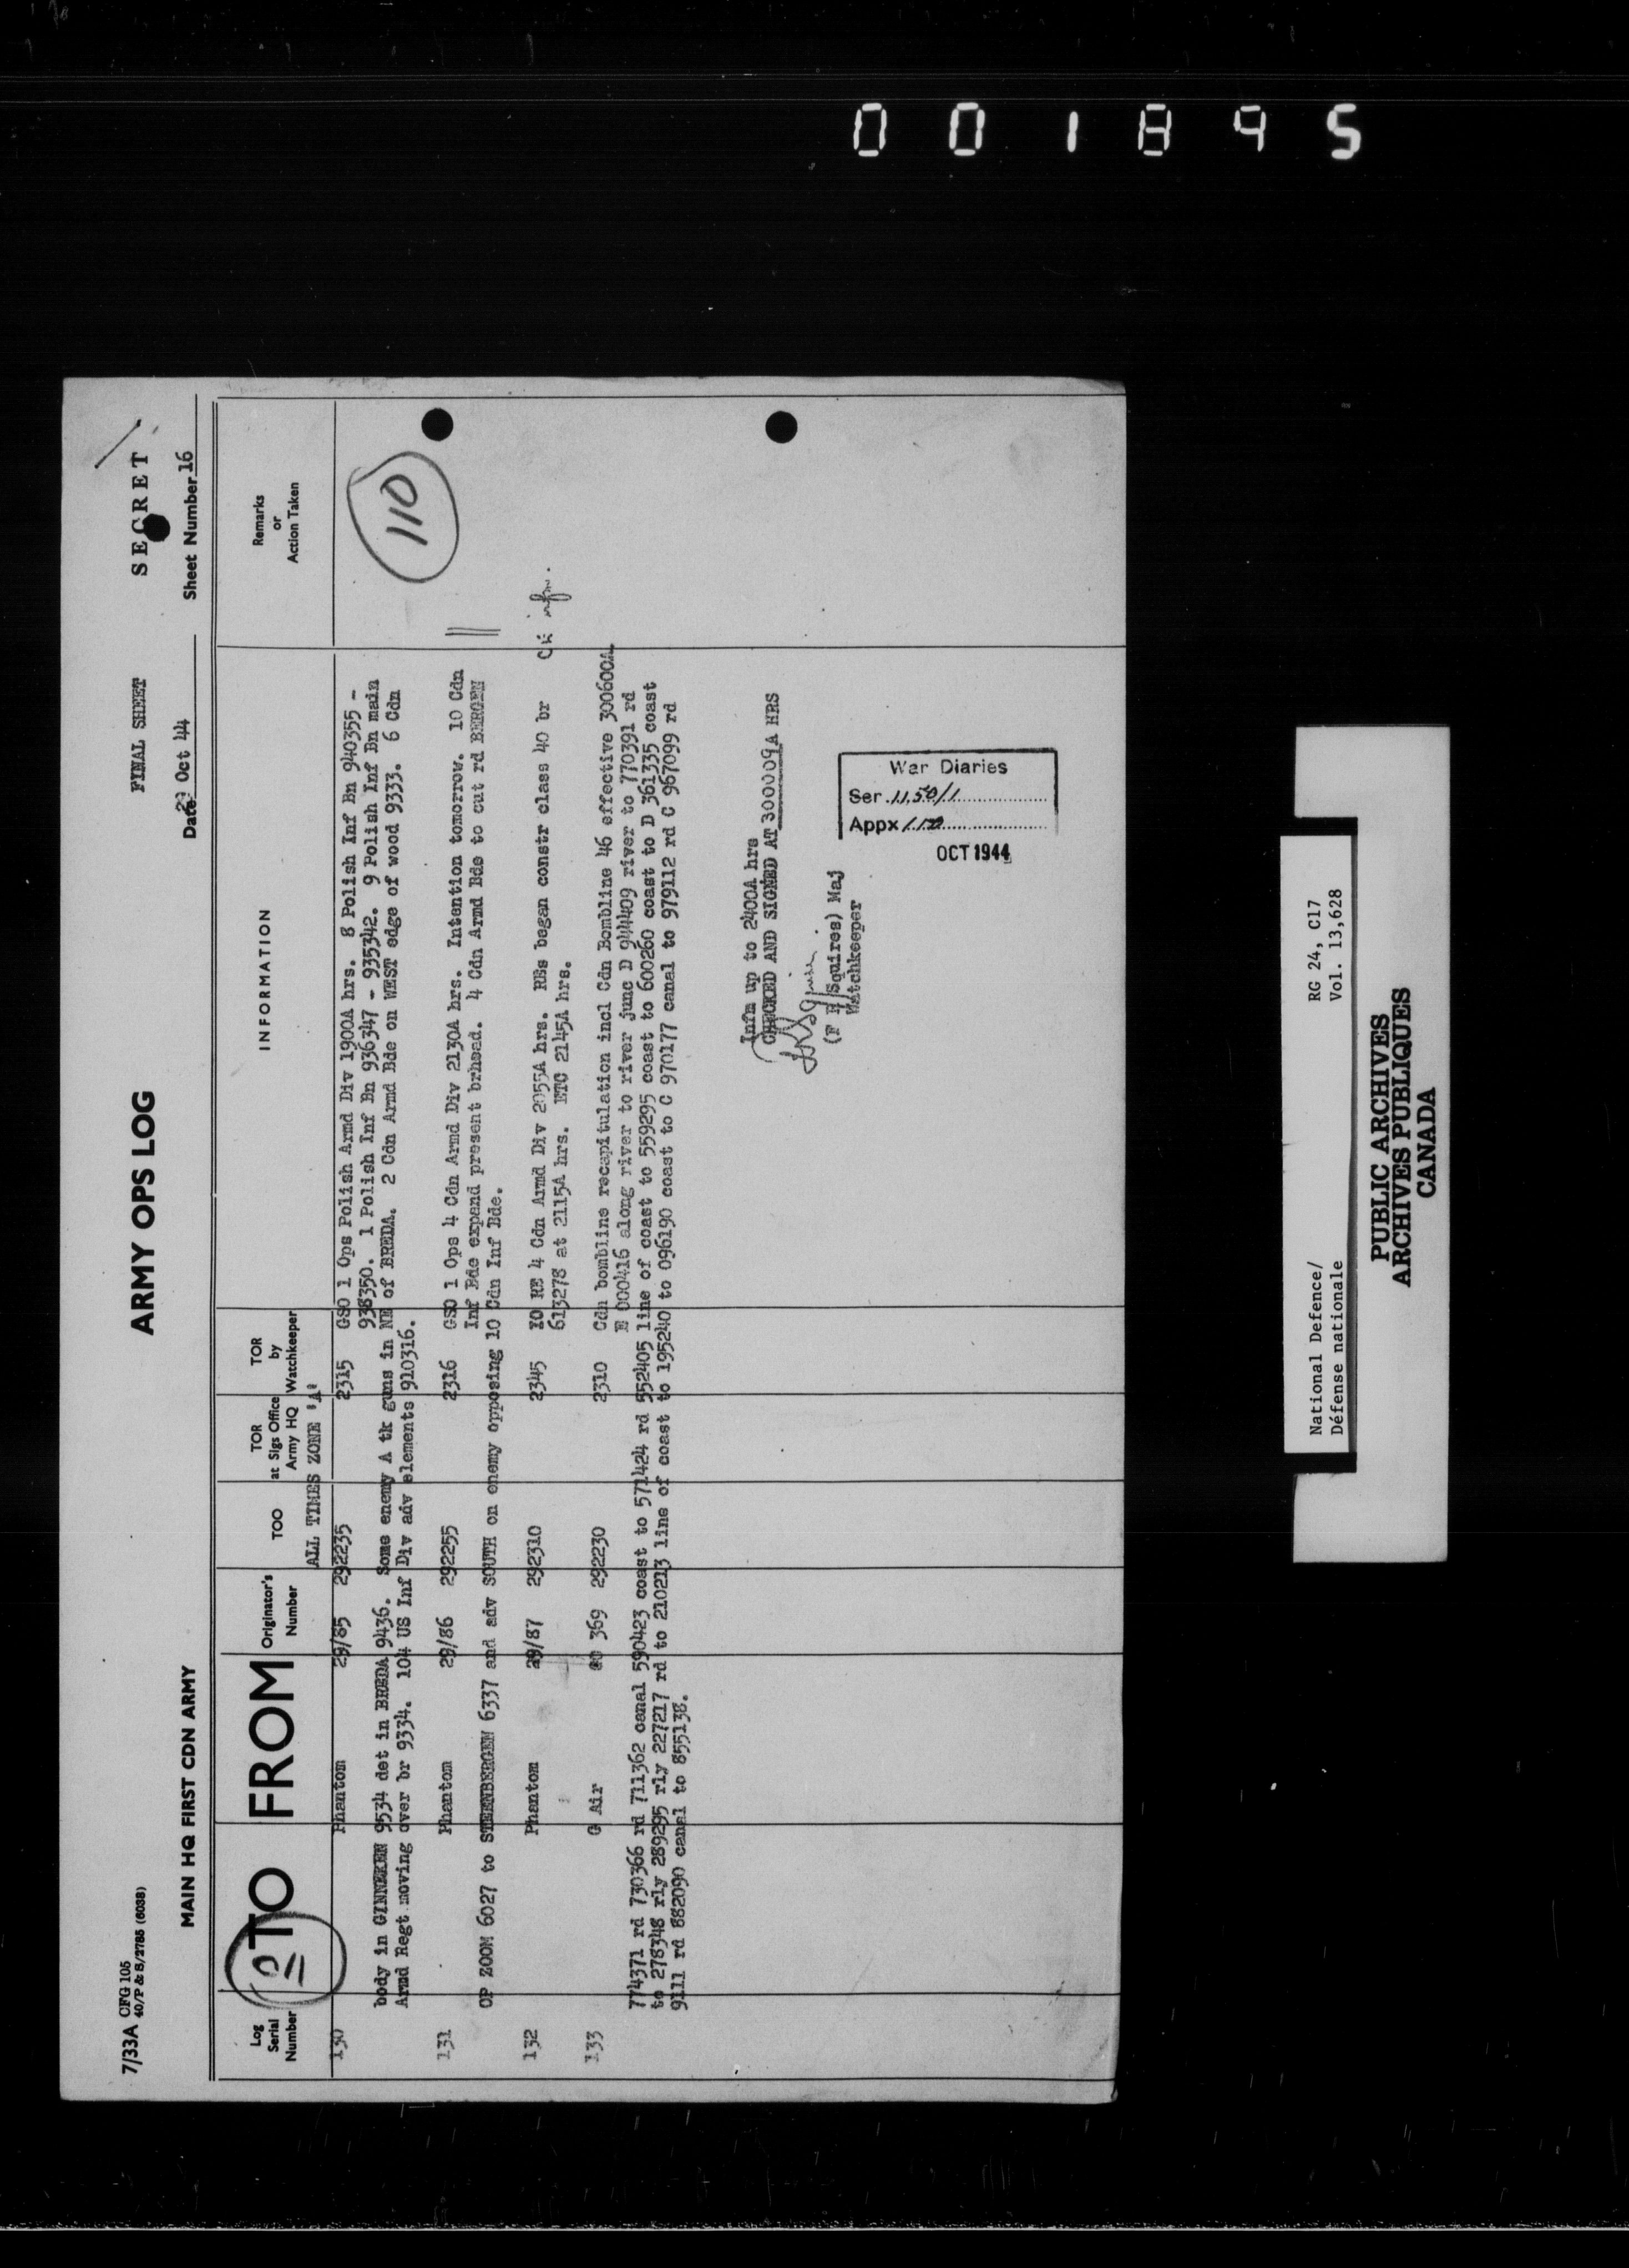 001895
7/33A CFG 105
40/P & S/2785 (6038)
FINAL SHEET
SECRET
ARMY OPS LOG
MAIN HQ FIRST CDN ARMY
Date 29 Oct 44
Sheet Number 16
Log Serial Number
TO
FROM
Originator's Number
TOO
TOR at Sigs Office Army HQ
TOR by Watchkeeper
INFORMATION
Remarks or Action Taken
ALL TIMES ZONE 'A'
110
130 Phantom 29/85 292235 2315 GSO 1 Ops Polish Armd Div 1900A hrs. 8 Polish Inf Bn 940355 -
938350. 1 Polish Inf Bn 936347 - 935342. 9 Polish Inf Bn main
body in GINNEKEN 9534 det in BREDA 9436. Some enemy A tk guns in NE of BREDA. 2 Cdn Armd Bde on WEST edge of wood 9333. 6 Cdn
Armd Regt moving over br 9334. 104 US Inf Div adv elements 910316.
131 Phantom 29/86 292255 2316 GSO 1 Ops 4 Cdn Armd Div 2130A hrs. Intention tomorrow. 10 Cdn
Inf Bde expand present brhead. 4 Cdn Armd Bde to cut rd BERGEN
OP ZOOM 6027 to STEENBERGEN 6337 and adv SOUTH on enemy opposing 10 Cdn Inf Bde.
132 Phantom 29/87 292310 2345 IO RE 4 Cdn Armd Div 2055A hrs. REs began constr class 40 br
613278 at 2115A hrs. ETC 2145A hrs.
133 G Air GO 369 292230 2310 Cdn bombline recapitulation incl Cdn Bombline 46 effective 300600A
E 000416 along river to river junc D 944409 river to 770391 rd
774371 rd 730366 rd 711362 canal 590423 coast to 571424 rd 552405 line of coast to 559295 coast to 600260 coast to D 361335 coast
to 278348 rly 289295 rly 227217 rd to 210213 line of coast to 195240 to 096190 coast to C 970177 canal to 979112 rd C 967099 rd
9111 rd 882090 canal to 855138.
Infm up to 2400A hrs
CHECKED AND SIGNED AT 300009A HRS
Squires) Maj
Watchkeeper
War Diaries
Ser 1150/1
Appx 110
OCT 1944
National Defence/
Défense nationale
RG 24, C17
Vol. 13,628
PUBLIC ARCHIVES
ARCHIVES PUBLIQUES
CANADA